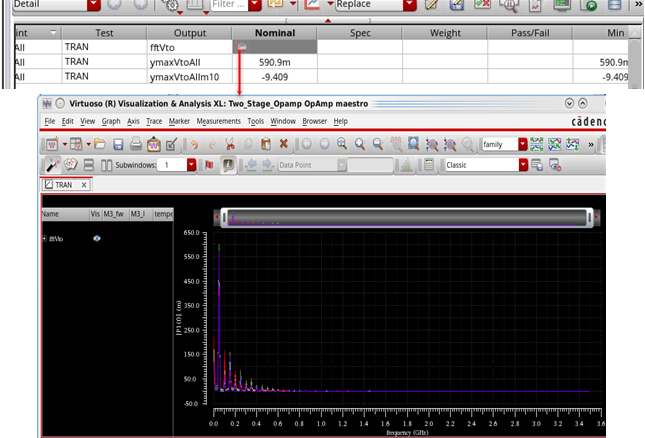 Detail Filter ... Replace »
int Test Output Nominal Spec Weight Pass/Fail Min
All TRAN fftVto
All TRAN ymaxVtoAll 590.9m 590.9m
All TRAN ymaxVtoAllm10 -9.409 -9.409
Virtuoso (R) Visualization & Analysis XL: Two_Stage_Opamp OpAmp maestro
File Edit View Graph Axis Trace Marker Measurements Tools Window Browser Help cādenc
family »
Subwindows: 1 Data Point Classic
TRAN
Name Vis M3_fw M3_l tempe
fftVto
650.0
550.0
450.0
350.0
250.0
150.0
50.0
-50.0
|P1 (f)| (m)
0.0 0.2 0.4 0.6 0.8 1.0 1.2 1.4 1.6 1.8 2.0 2.2 2.4 2.6 2.8 3.0 3.2 3.4 3.6
frequency (GHz)